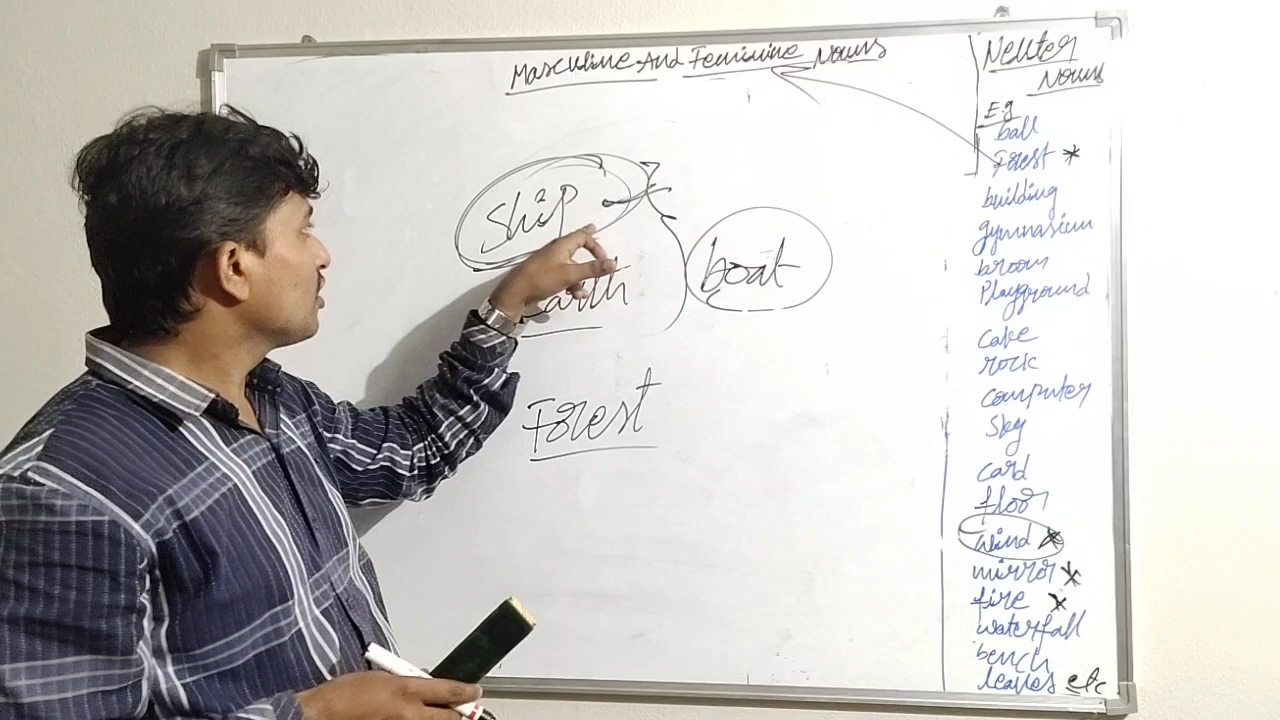 Masculine And Feminine Nouns
Ship
Earth
boat
Forest
Neuter
Nouns
E.g
ball
Forest *
building
gymnasium
broom
Playground
cake
rock
computer
Sky
card
floor
wind *
mirror x
fire x
waterfall
bench
leaves etc